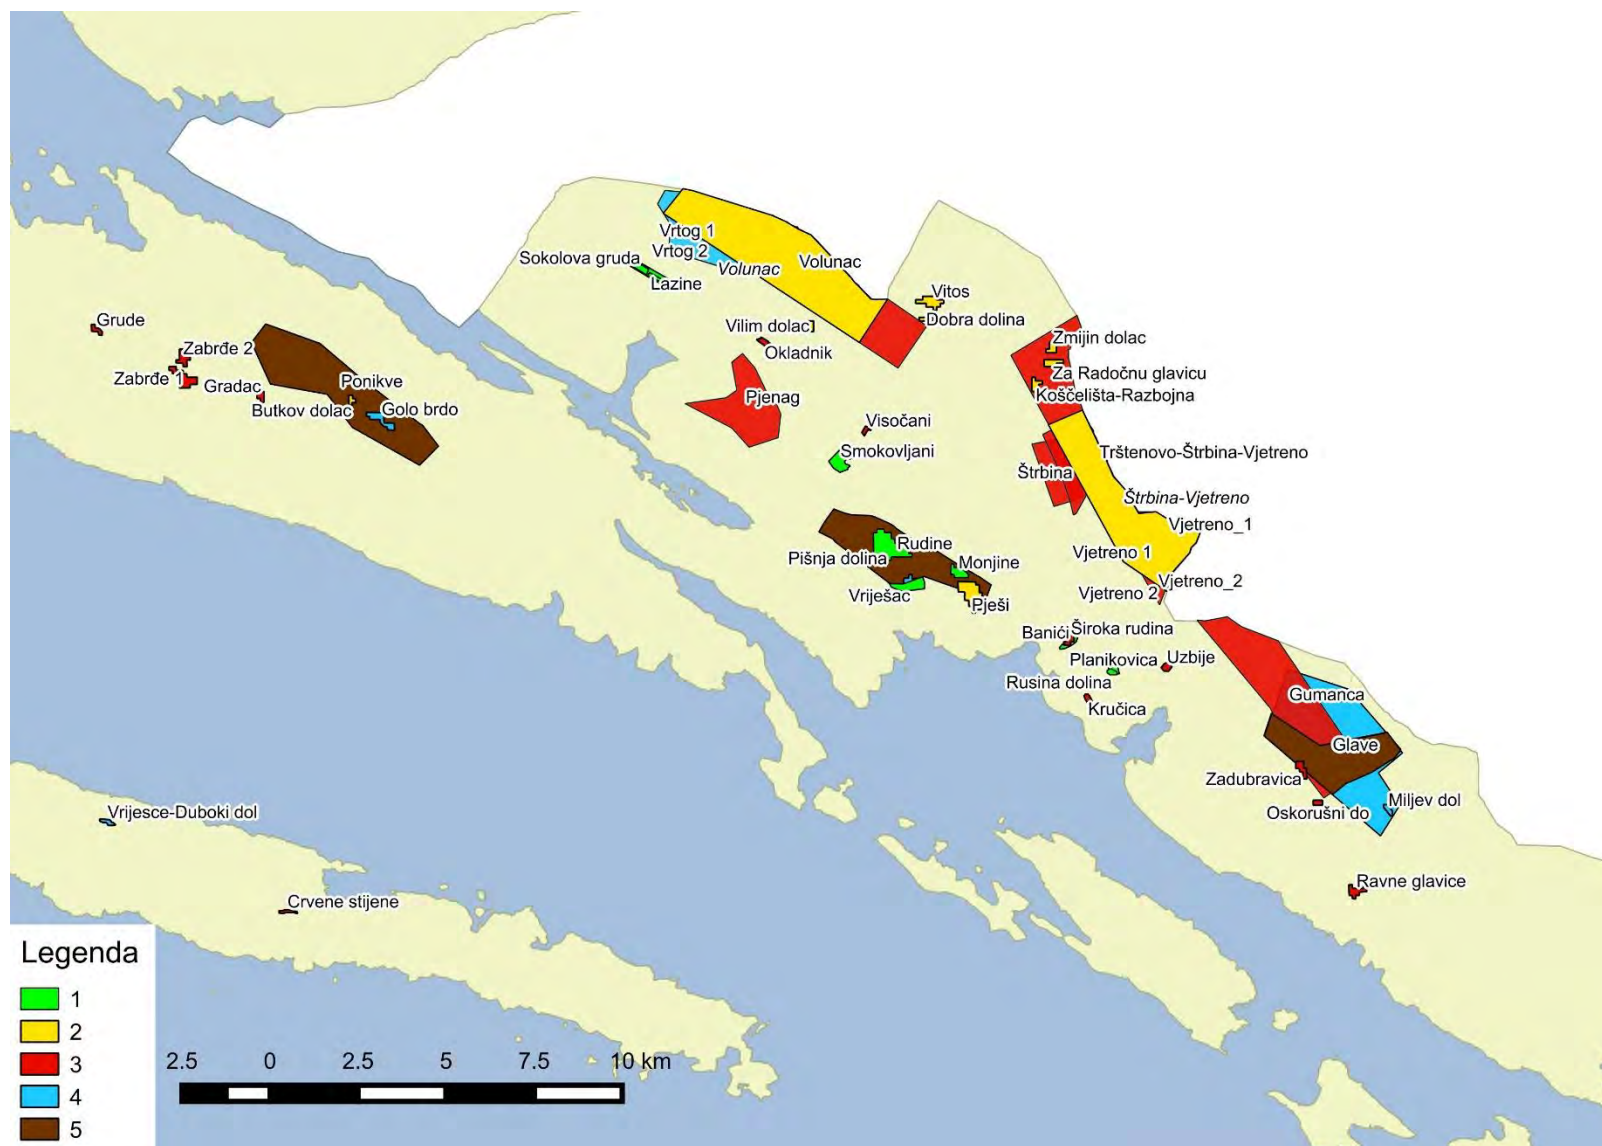 Vrtog 1
Vrtog 2
Sokolova gruda
Volunac
Volunac
Lazine
Vitos
Grude
Vilim dolac
Dobra dolina
Zabrđe 2
Okladnik
Zmijin dolac
Zabrđe 1
Gradac
Ponikve
Za Radočnu glavicu
Butkov dolac
Golo brdo
Pjenag
Koščelišta-Razbojna
Visočani
Smokovljani
Štrbina
Trštenovo-Štrbina-Vjetreno
Štrbina-Vjetreno
Vjetreno_1
Rudine
Pišnja dolina
Monjine
Vjetreno 1
Vriješac
Pješi
Vjetreno 2
Vjetreno_2
Banići
Široka rudina
Planikovica
Uzbije
Rusina dolina
Kručica
Gumanca
Glave
Zadubravica
Oskorušni do
Miljev dol
Vrijesce-Duboki dol
Ravne glavice
Crvene stijene
Legenda
1
2
3
4
5
2.5 0 2.5 5 7.5 10 km